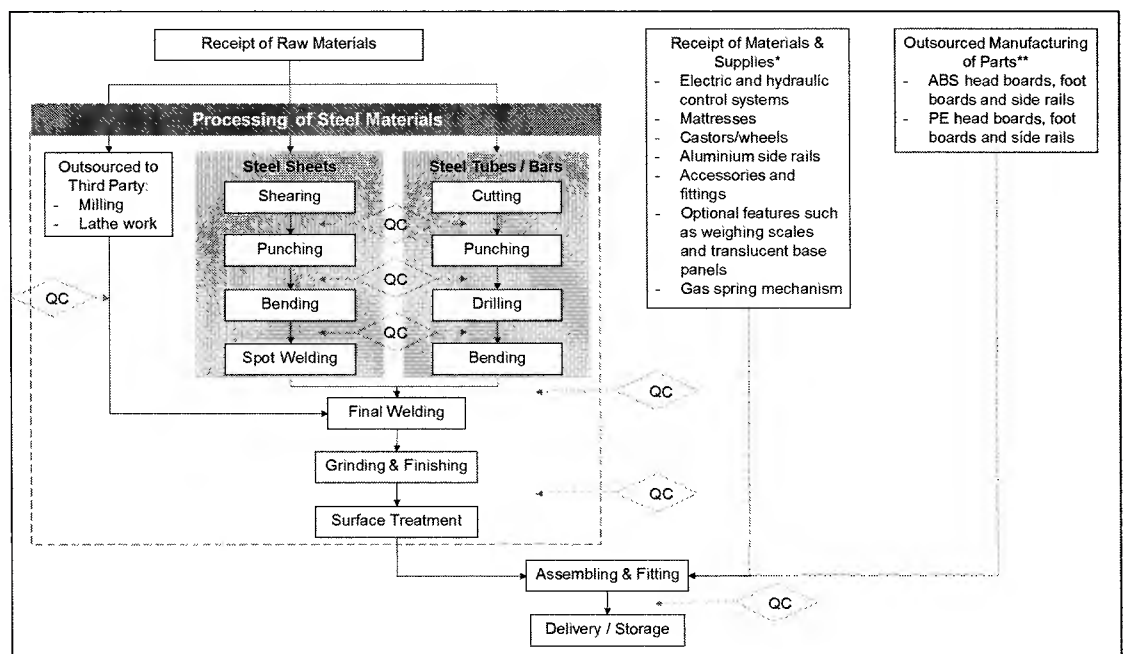 Receipt of Raw Materials
Receipt of Materials &
Supplies*
- Electric and hydraulic
control systems
- Mattresses
- Castors/wheels
- Aluminium side rails
- Accessories and
fittings
- Optional features such
as weighing scales
and translucent base
panels
- Gas spring mechanism
Outsourced Manufacturing
of Parts**
- ABS head boards, foot
boards and side rails
- PE head boards, foot
boards and side rails
Processing of Steel Materials
Outsourced to
Third Party:
- Milling
- Lathe work
Steel Sheets
Shearing
Punching
Bending
Spot Welding
Steel Tubes / Bars
Cutting
Punching
Drilling
Bending
QC
QC
QC
QC
Final Welding
QC
Grinding & Finishing
QC
Surface Treatment
Assembling & Fitting
QC
Delivery / Storage